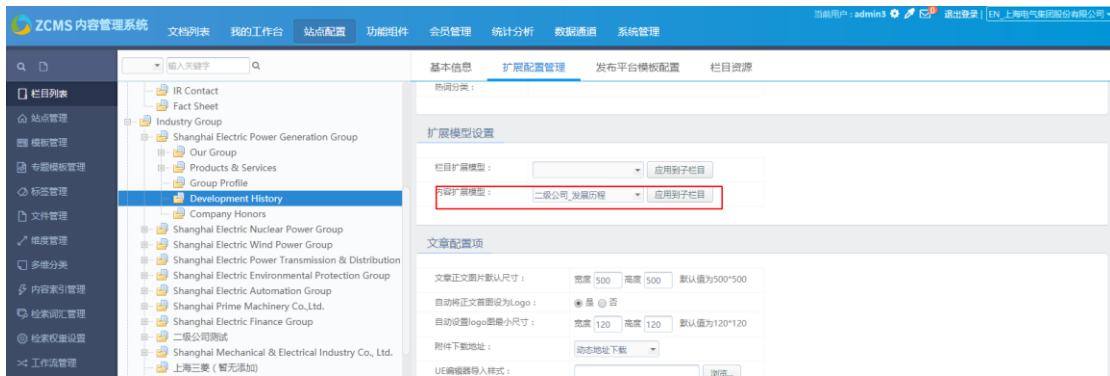 ZCMS 内容管理系统
文档列表 我的工作台 站点配置 功能组件 会员管理 统计分析 数据通道 系统管理
当前用户 : admin3 0 退出登录 | EN_上海电气集团股份有限公司
输入关键字
栏目列表
站点管理
模板管理
专题模板管理
标签管理
文件管理
维度管理
多维分类
内容索引管理
检索词汇管理
检索权重设置
工作流管理
IR Contact
Fact Sheet
Industry Group
Shanghai Electric Power Generation Group
Our Group
Products & Services
Group Profile
Development History
Company Honors
Shanghai Electric Nuclear Power Group
Shanghai Electric Wind Power Group
Shanghai Electric Power Transmission & Distribution
Shanghai Electric Environmental Protection Group
Shanghai Electric Automation Group
Shanghai Prime Machinery Co.,Ltd.
Shanghai Electric Finance Group
二级公司测试
Shanghai Mechanical & Electrical Industry Co., Ltd.
上海三菱 ( 暂无添加)
基本信息 扩展配置管理 发布平台模板配置 栏目资源
热词分类：
扩展模型设置
栏目扩展模型： 应用到子栏目
内容扩展模型： 二级公司_发展历程 应用到子栏目
文章配置项
文章正文图片默认尺寸： 宽度 500 高度 500 默认值为500*500
自动将正文首图设为Logo： 是 否
自动设置logo图最小尺寸： 宽度 120 高度 120 默认值为120*120
附件下载地址： 动态地址下载
UE编辑器导入样式： 浏览...